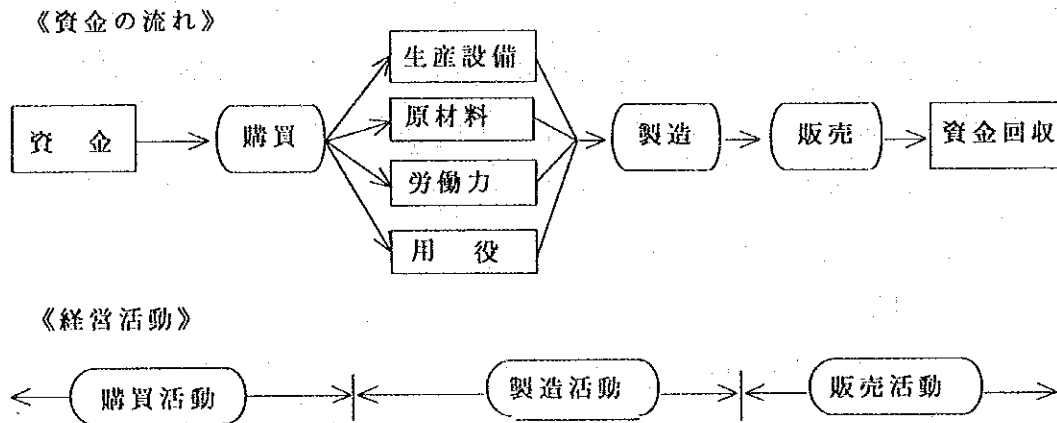 《資金の流れ》
生産設備
原材料
資 金
購買
製造
販売
資金回収
労働力
用 役
《経営活動》
購買活動
製造活動
販売活動